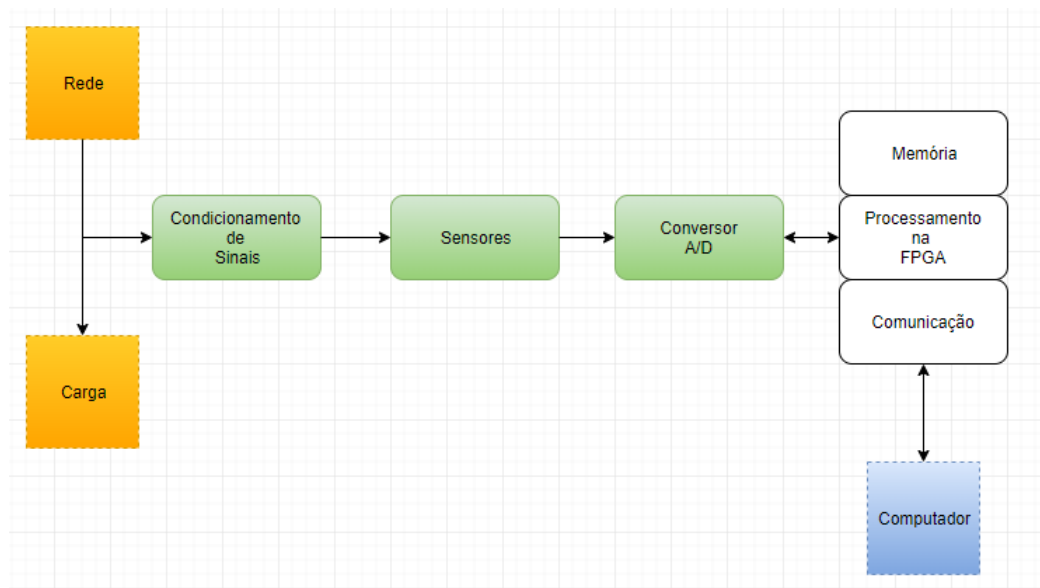 Rede
Memória
Condicionamento
de
Sinais
Sensores
Conversor
A/D
Processamento
na
FPGA
Comunicação
Carga
Computador